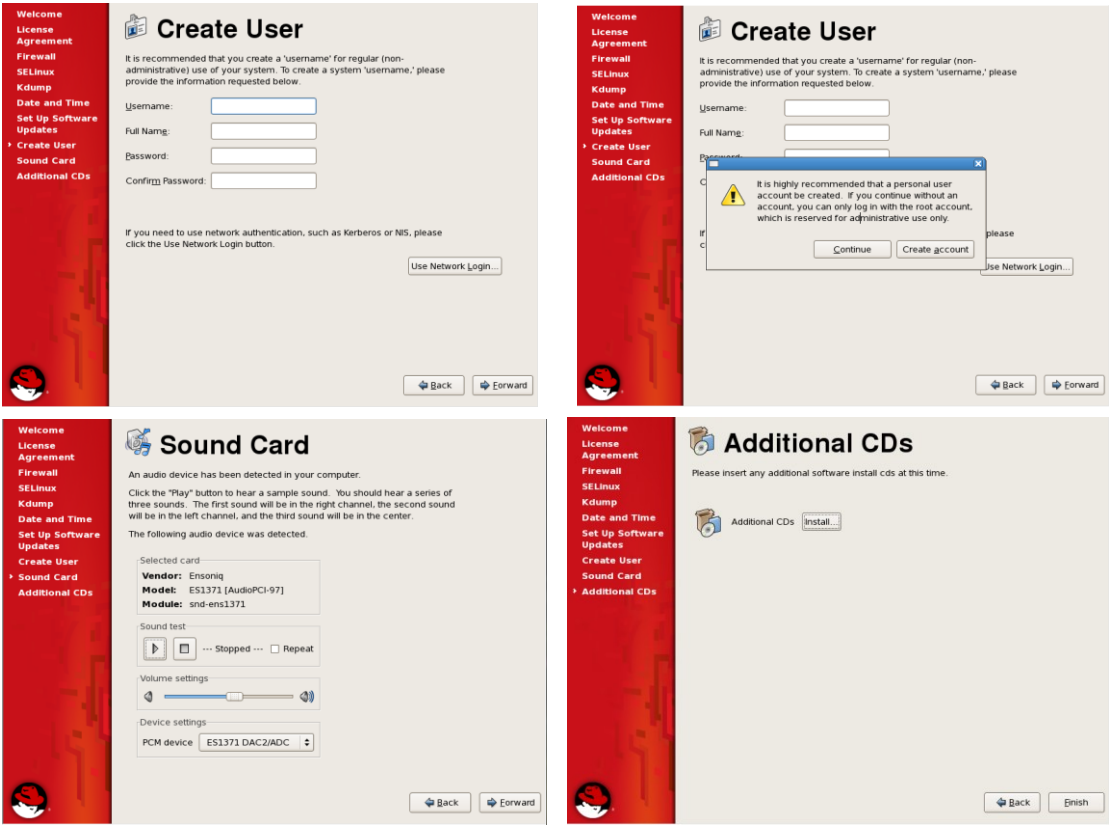 Welcome
License
Agreement
Firewall
SELinux
Kdump
Date and Time
Set Up Software
Updates
Create User
Sound Card
Additional CDs
Create User
It is recommended that you create a 'username' for regular (non-
administrative) use of your system. To create a system 'username,' please
provide the information requested below.
Username:
Full Name:
Password:
Confirm Password:
If you need to use network authentication, such as Kerberos or NIS, please
click the Use Network Login button.
Use Network Login...
Back
Forward
Welcome
License
Agreement
Firewall
SELinux
Kdump
Date and Time
Set Up Software
Updates
Create User
Sound Card
Additional CDs
Create User
It is recommended that you create a 'username' for regular (non-
administrative) use of your system. To create a system 'username,' please
provide the information requested below.
Username:
Full Name:
Password:
It is highly recommended that a personal user
account be created. If you continue without an
account, you can only log in with the root account,
which is reserved for administrative use only.
Continue
Create account
please
Use Network Login...
Back
Forward
Welcome
License
Agreement
Firewall
SELinux
Kdump
Date and Time
Set Up Software
Updates
Create User
Sound Card
Additional CDs
Sound Card
An audio device has been detected in your computer.
Click the "Play" button to hear a sample sound. You should hear a series of
three sounds. The first sound will be in the right channel, the second sound
will be in the left channel, and the third sound will be in the center.
The following audio device was detected.
Selected card
Vendor: Ensoniq
Model: ES1371 [AudioPCI-97]
Module: snd-ens1371
Sound test
--- Stopped --- Repeat
Volume settings
Device settings
PCM device ES1371 DAC2/ADC
Back
Forward
Welcome
License
Agreement
Firewall
SELinux
Kdump
Date and Time
Set Up Software
Updates
Create User
Sound Card
Additional CDs
Additional CDs
Please insert any additional software install cds at this time.
Additional CDs Install...
Back
Finish